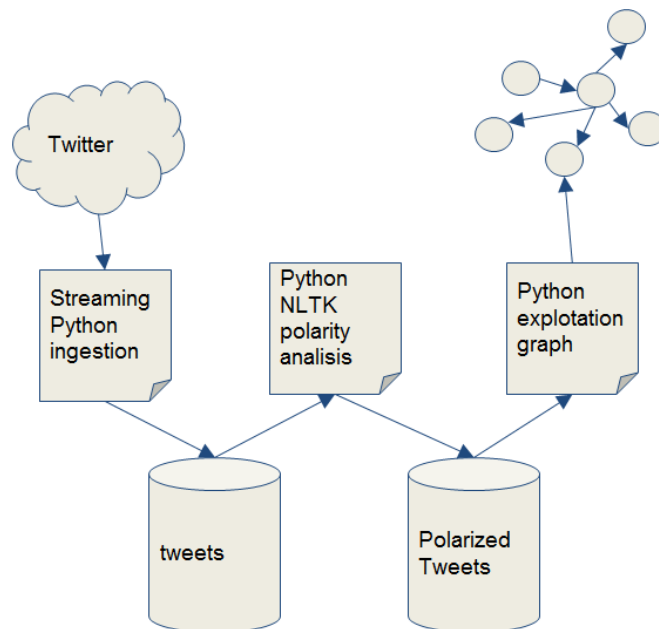 Twitter
Streaming
Python
ingestion
Python
NLTK
polarity
analisis
Python
explotation
graph
tweets
Polarized
Tweets